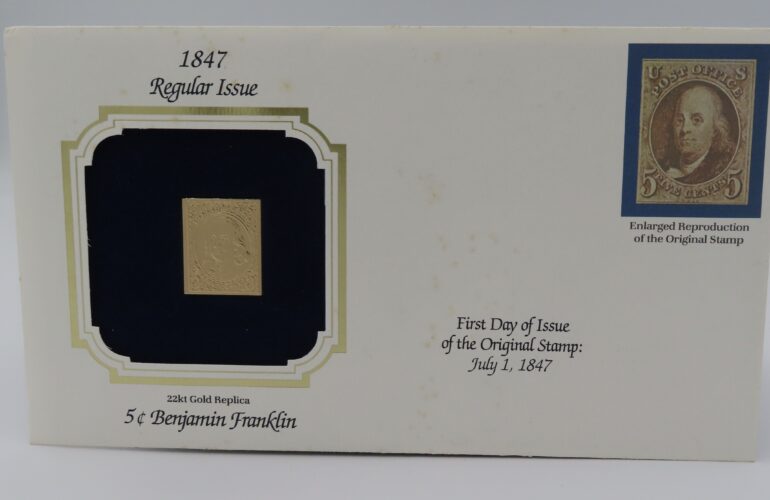 1847
Regular Issue
22kt Gold Replica
5¢ Benjamin Franklin
U S
POST OFFICE
5 FIVE CENTS 5
Enlarged Reproduction
of the Original Stamp
First Day of Issue
of the Original Stamp:
July 1, 1847